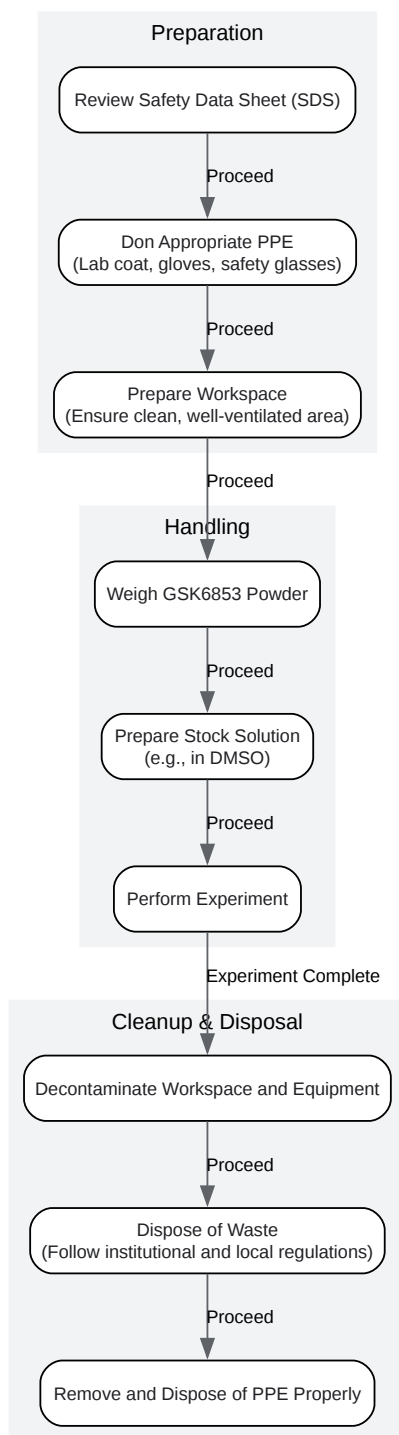 Preparation
Review Safety Data Sheet (SDS)
Proceed
Don Appropriate PPE
(Lab coat, gloves, safety glasses)
Proceed
Prepare Workspace
(Ensure clean, well-ventilated area)
Proceed
Handling
Weigh GSK6853 Powder
Proceed
Prepare Stock Solution
(e.g., in DMSO)
Proceed
Perform Experiment
Experiment Complete
Cleanup & Disposal
Decontaminate Workspace and Equipment
Proceed
Dispose of Waste
(Follow institutional and local regulations)
Proceed
Remove and Dispose of PPE Properly